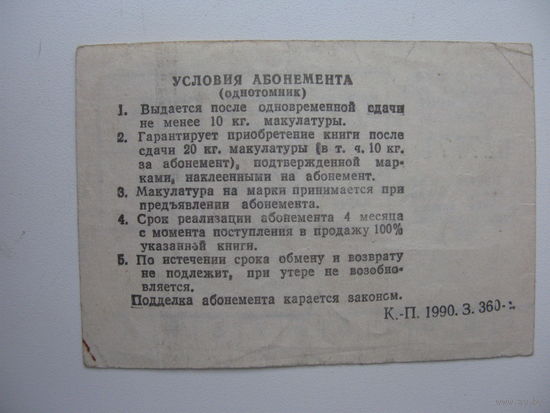 УСЛОВИЯ АБОНЕМЕНТА
(однотомник)
1. Выдается после одновременной сдачи
не менее 10 кг. макулатуры.
2. Гарантирует приобретение книги после
сдачи 20 кг. макулатуры (в т. ч. 10 кг.
за абонемент), подтвержденной мар-
ками, наклеенными на абонемент.
3. Макулатура на марки принимается при
предъявлении абонемента.
4. Срок реализации абонемента 4 месяца
с момента поступления в продажу 100%
указанной книги.
5. По истечении срока обмену и возврату
не подлежит, при утере не возобно-
вляется.
Подделка абонемента карается законом.
К.-П. 1990. З. 360-